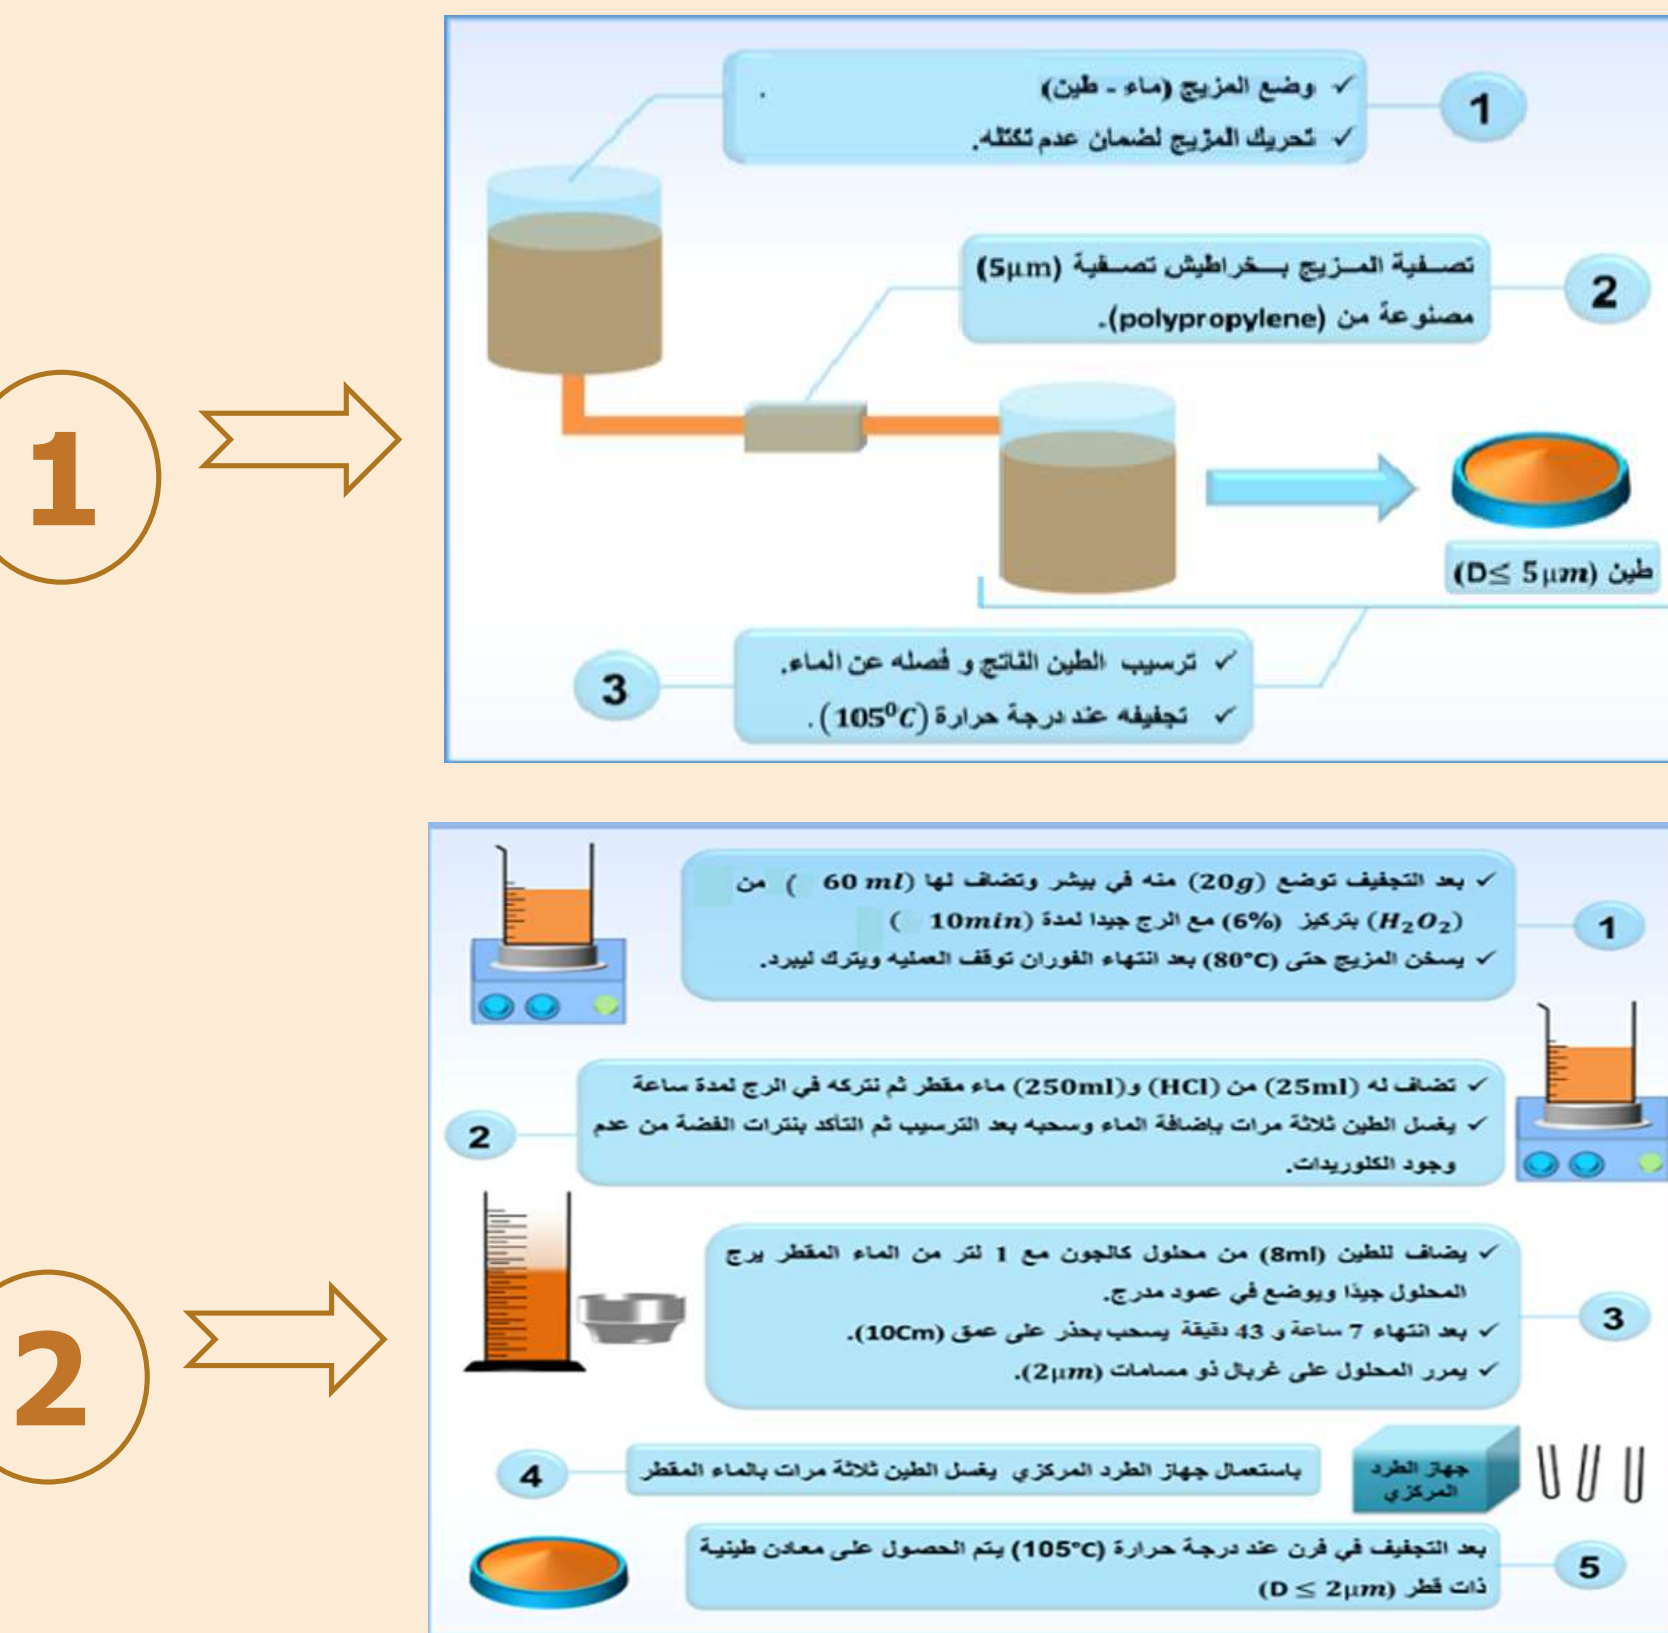 1
وضع المزيج (ماء - طين) .
✓ تحريك المزيج لضمان عدم تكتله.
1
تصفية المزيج بخراطيش تصفية (5μm)
مصنوعة من (polypropylene).
2
طين (D≤ 5μm)
✓ ترسيب الطين الناتج و فصله عن الماء.
✓ تجفيفه عند درجة حرارة (105⁰C) .
3
2
✓ بعد التجفيف توضع (20g) منه في بيشر وتضاف لها (60 ml ) من
(H₂O₂) بتركيز (6%) مع الرج جيدا لمدة (10min )
✓ يسخن المزيج حتى (80°C) بعد انتهاء الفوران توقف العمليه ويترك ليبرد.
1
✓ تضاف له (25ml) من (HCl) و(250ml) ماء مقطر ثم نتركه في الرج لمدة ساعة
✓ يغسل الطين ثلاثة مرات بإضافة الماء وسحبه بعد الترسيب ثم التأكد بنترات الفضة من عدم
وجود الكلوريدات.
2
✓ يضاف للطين (8ml) من محلول كالجون مع 1 لتر من الماء المقطر يرج
المحلول جيدًا ويوضع في عمود مدرج.
✓ بعد انتهاء 7 ساعة و 43 دقيقة يسحب بحذر على عمق (10Cm).
✓ يمرر المحلول على غربال ذو مسامات (2μm).
3
جهاز الطرد
المركزي
باستعمال جهاز الطرد المركزي يغسل الطين ثلاثة مرات بالماء المقطر
4
بعد التجفيف في فرن عند درجة حرارة (105°C) يتم الحصول على معادن طينية
ذات قطر (D ≤ 2μm)
5